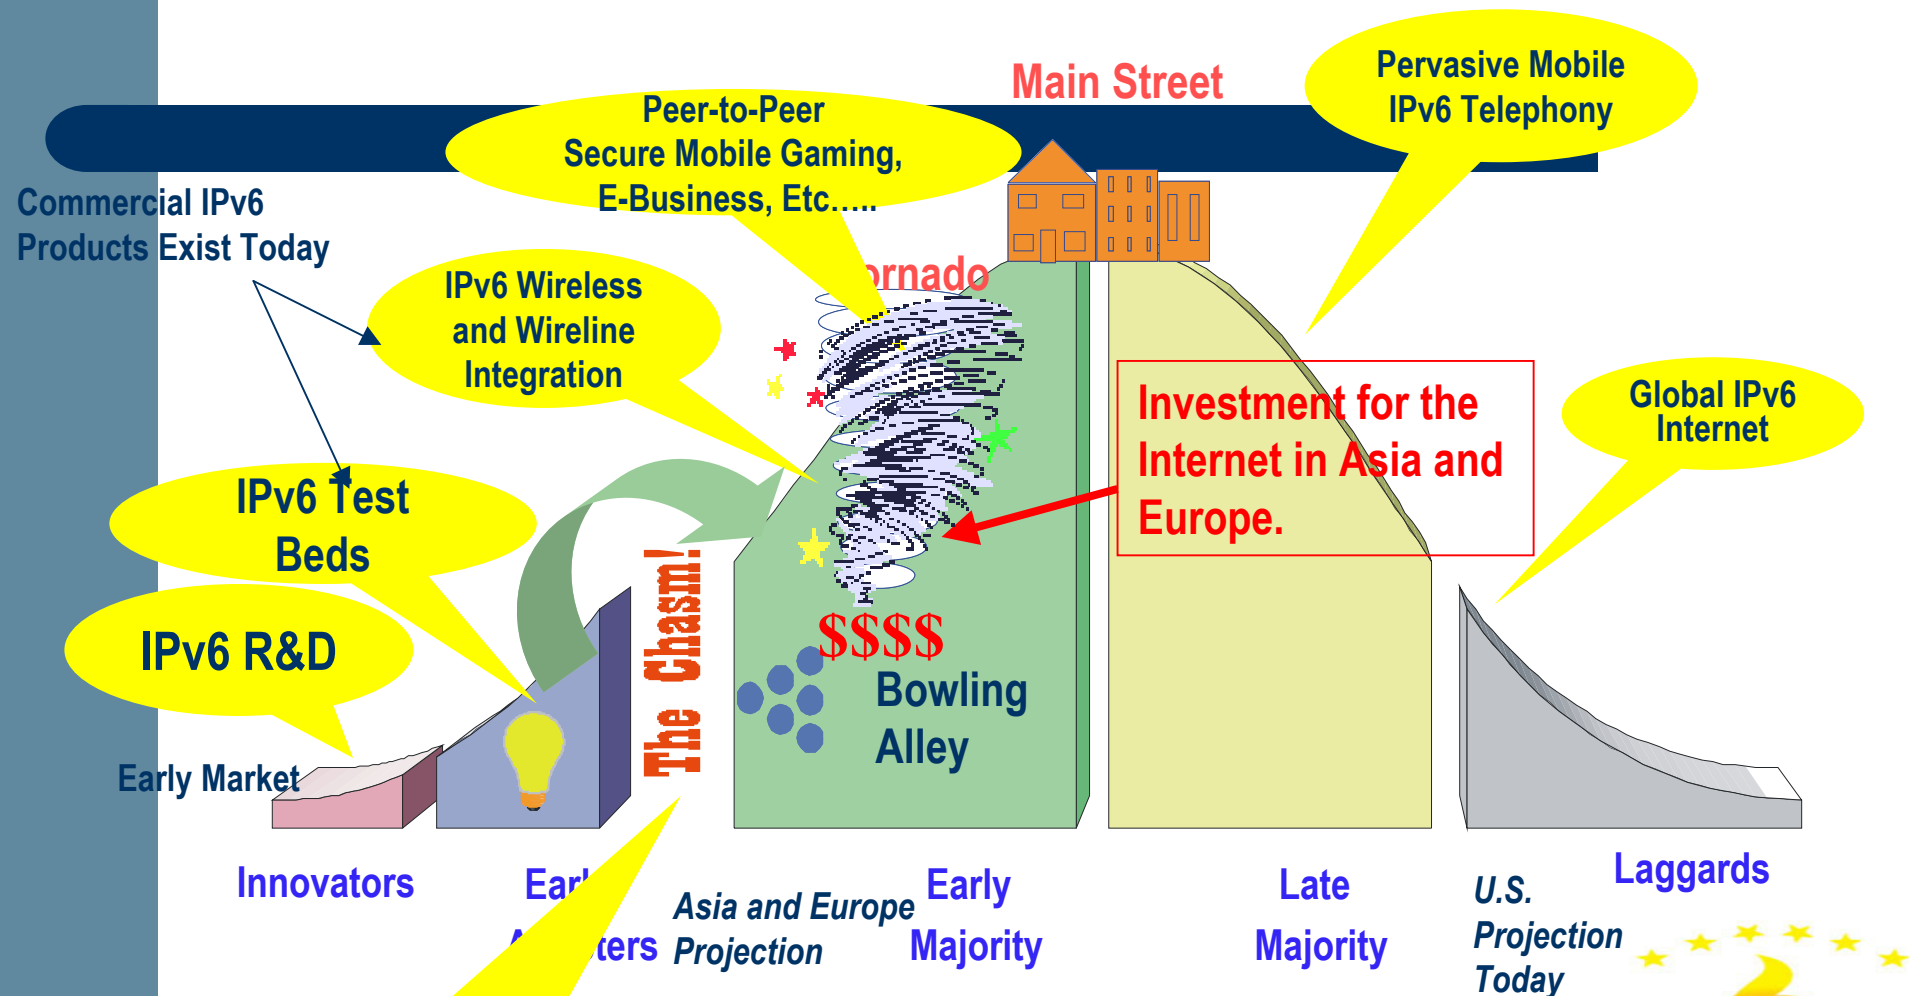 Main Street
Pervasive Mobile
IPv6 Telephony
Peer-to-Peer
Secure Mobile Gaming,
E-Business, Etc.....
Commercial IPv6
Products Exist Today
IPv6 Wireless
and Wireline
Integration
ornado
Investment for the
Internet in Asia and
Europe.
Global IPv6
Internet
IPv6 Test
Beds
The Chasm!
IPv6 R&D
$$$$
Bowling
Alley
Early Market
Innovators
Early
Majority
Late
Majority
Laggards
Asia and Europe
Projection
U.S.
Projection
Today